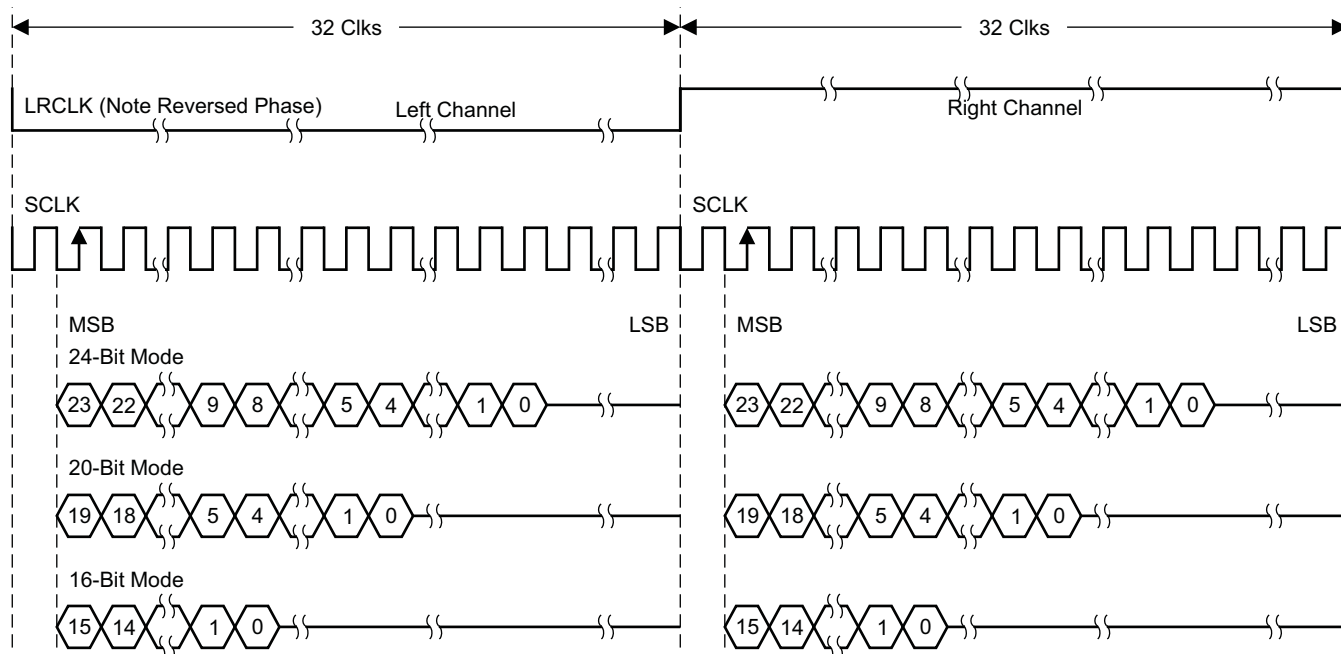 32 Clks 32 Clks
LRCLK (Note Reversed Phase) Left Channel Right Channel
SCLK SCLK
MSB LSB MSB LSB
24-Bit Mode
23 22 9 8 5 4 1 0 23 22 9 8 5 4 1 0
20-Bit Mode
19 18 5 4 1 0 19 18 5 4 1 0
16-Bit Mode
15 14 1 0 15 14 1 0